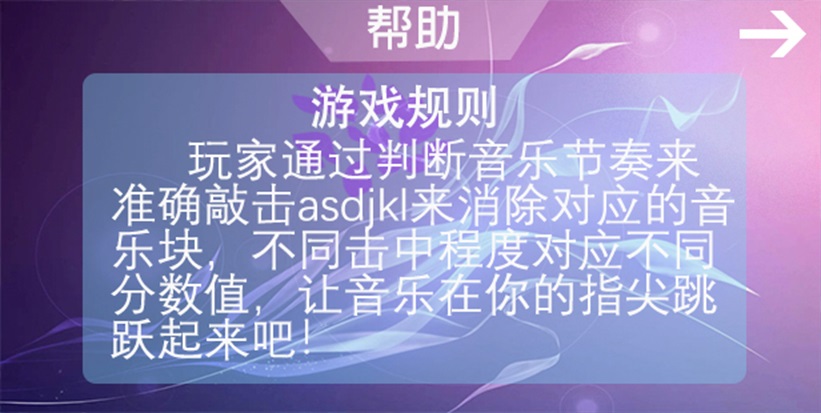 帮助
游戏规则
玩家通过判断音乐节奏来
准确敲击asdjkl来消除对应的音
乐块，不同击中程度对应不同
分数值，让音乐在你的指尖跳
跃起来吧！